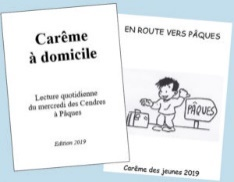 Carême
à domicile
Lecture quotidienne
du mercredi des Cendres
à Pâques
Edition 2019
EN ROUTE VERS PÂQUES
PÂQUES
Carême des jeunes 2019